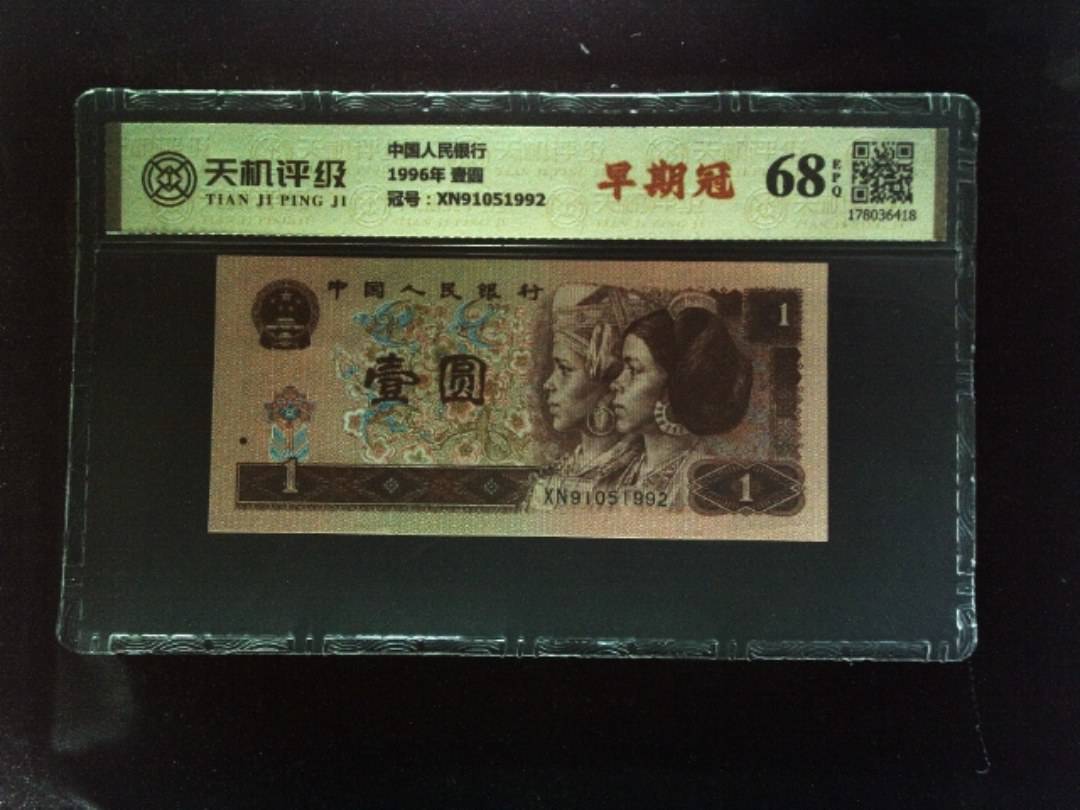 天机评级
TIAN JI PING JI
中国人民银行
1996年 壹圆
冠号：XN91051992
早期冠
68
EPQ
178036418
中国人民银行
1
壹圆
1
XN91051992
1